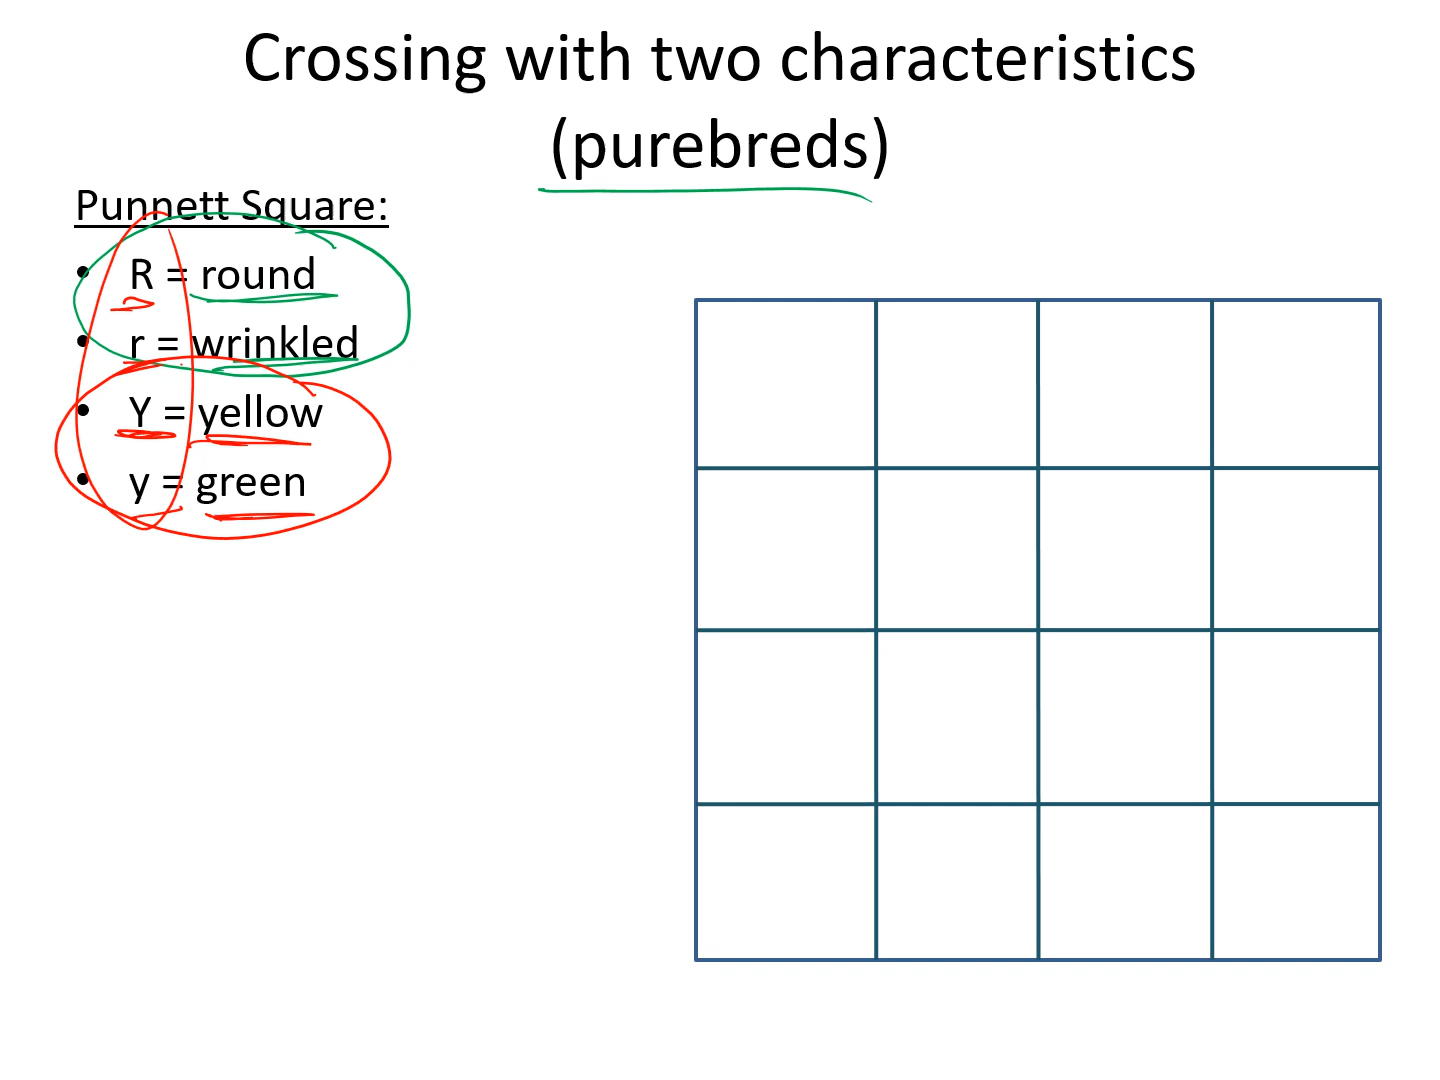 Crossing with two characteristics
(purebreds)
Punnett Square:
• R = round
• r = wrinkled
• Y = yellow
• y = green